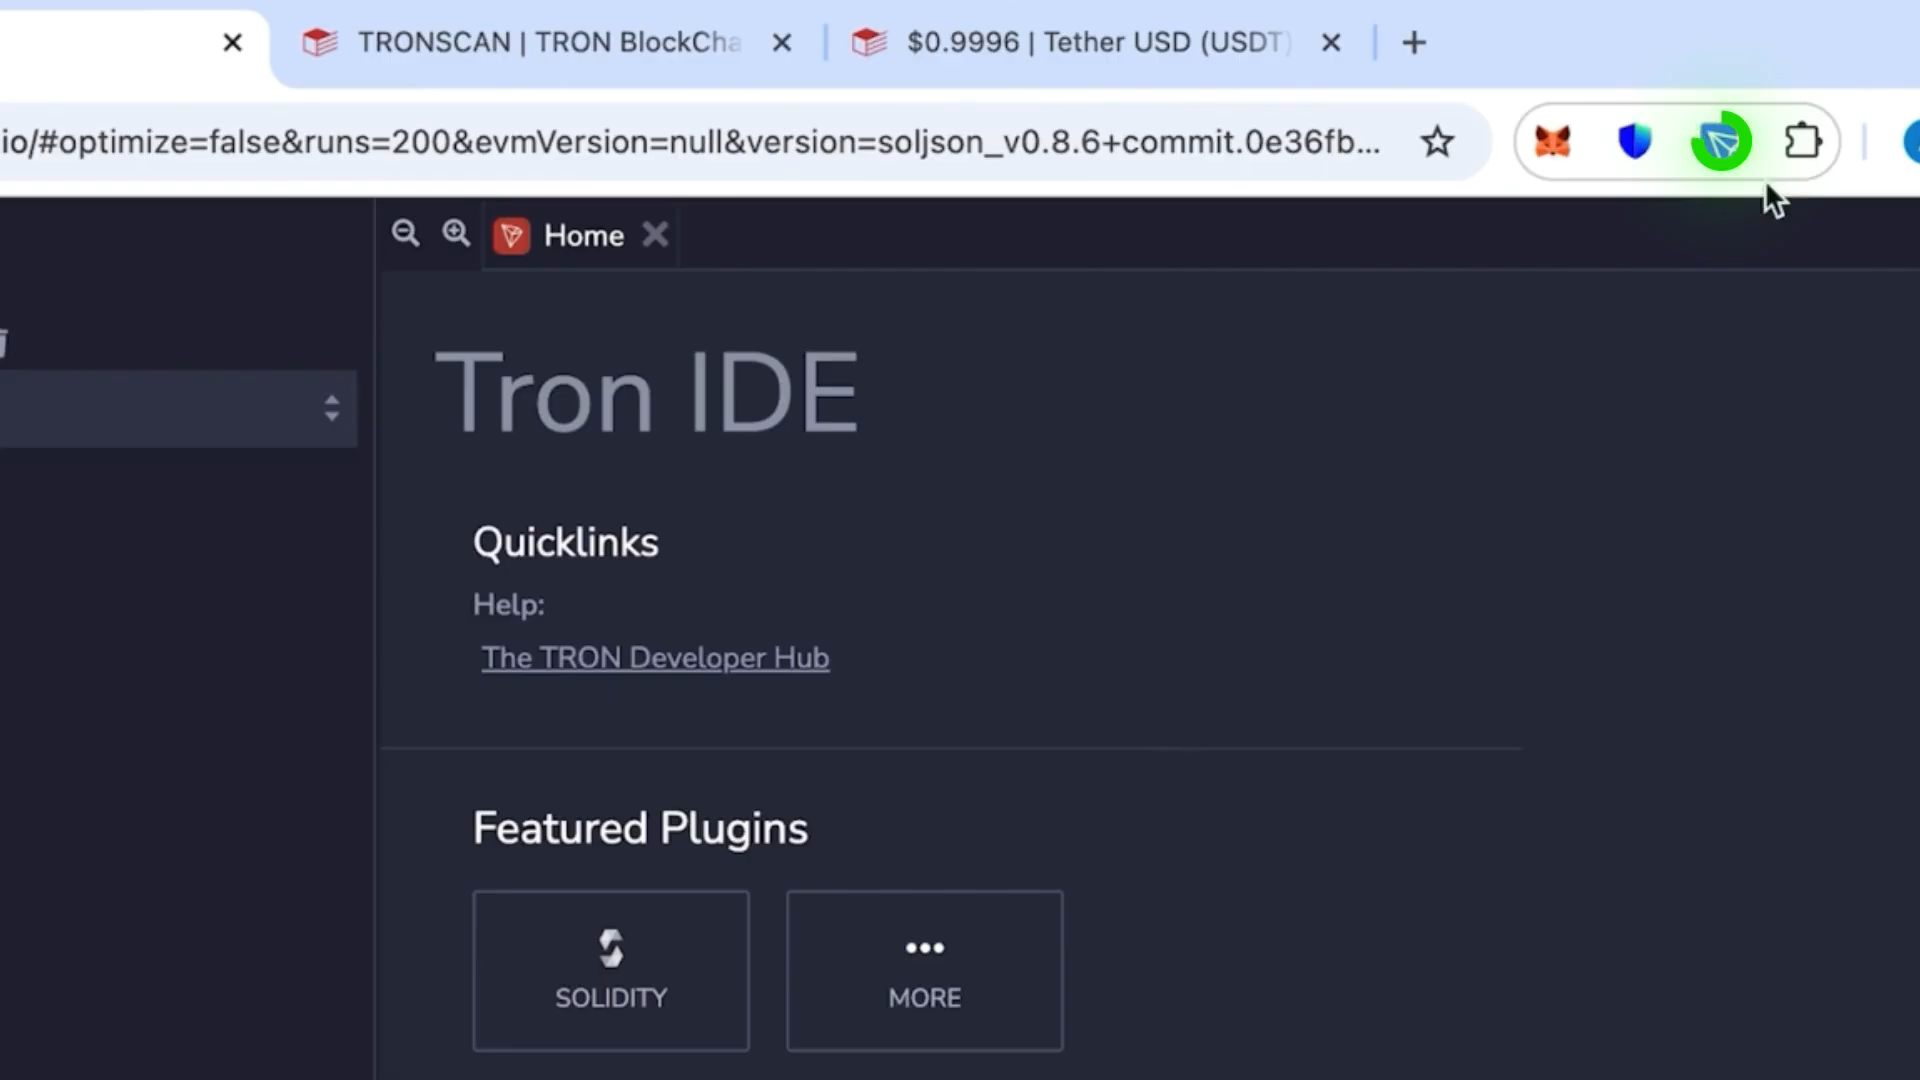 TRONSCAN | TRON BlockCha
$0.9996 | Tether USD (USDT)
io/#optimize=false&runs=200&evmVersion=null&version=soljson_v0.8.6+commit.0e36fb...
Home
Tron IDE
Quicklinks
Help:
The TRON Developer Hub
Featured Plugins
SOLIDITY
MORE